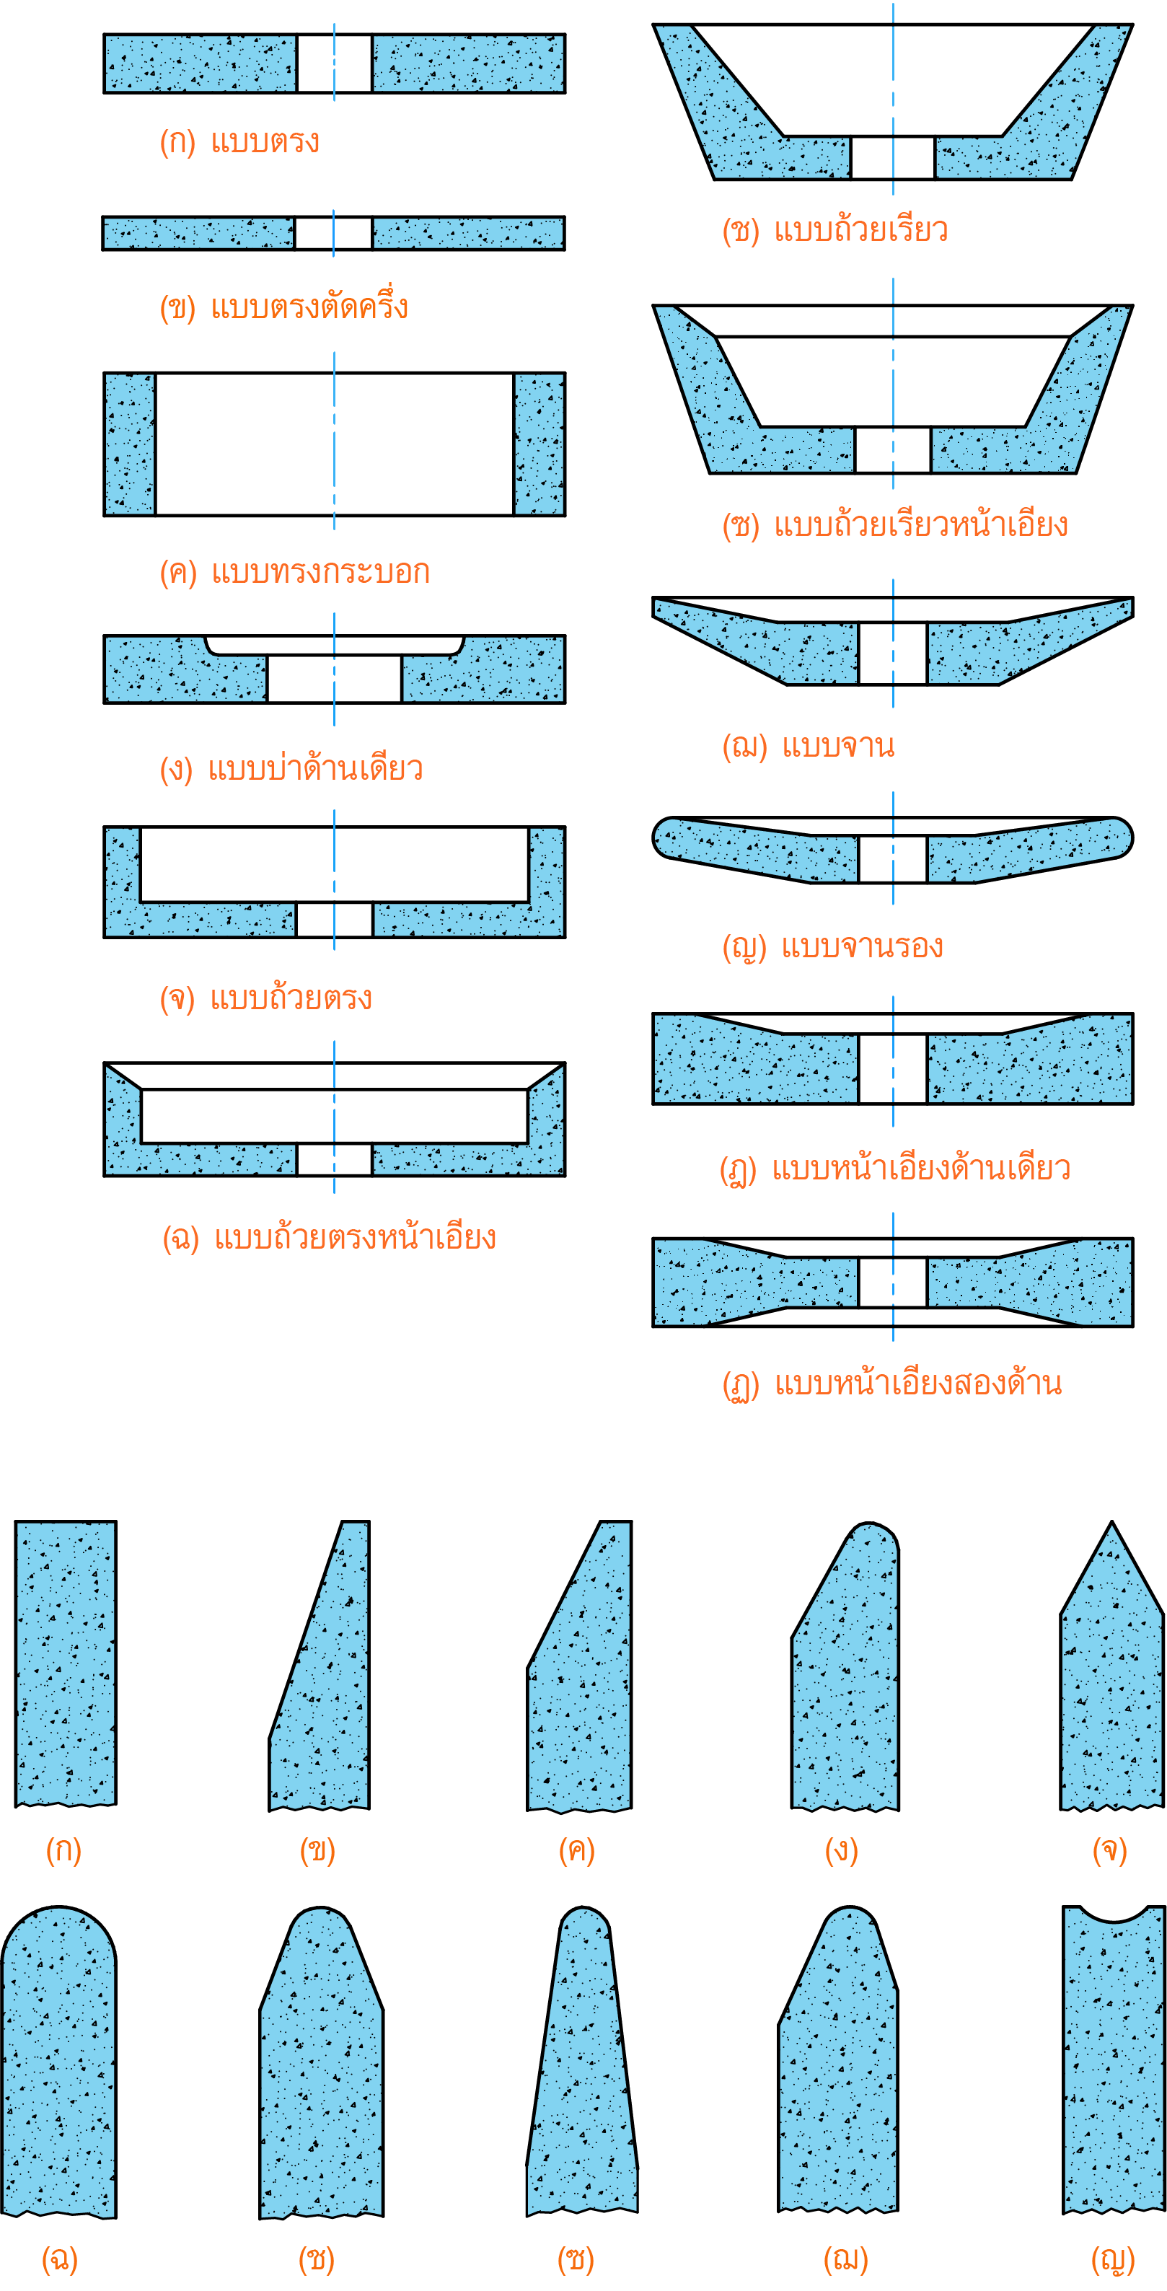 (ก) แบบตรง
(ข) แบบตรงตัดครึ่ง
(ค) แบบทรงกระบอก
(ง) แบบบ่าด้านเดียว
(จ) แบบถ้วยตรง
(ฉ) แบบถ้วยตรงหน้าเอียง
(ช) แบบถ้วยเรียว
(ซ) แบบถ้วยเรียวหน้าเอียง
(ฌ) แบบจาน
(ญ) แบบจานรอง
(ฎ) แบบหน้าเอียงด้านเดียว
(ฏ) แบบหน้าเอียงสองด้าน
(ก) (ข) (ค) (ง) (จ)
(ฉ) (ช) (ซ) (ฌ) (ญ)